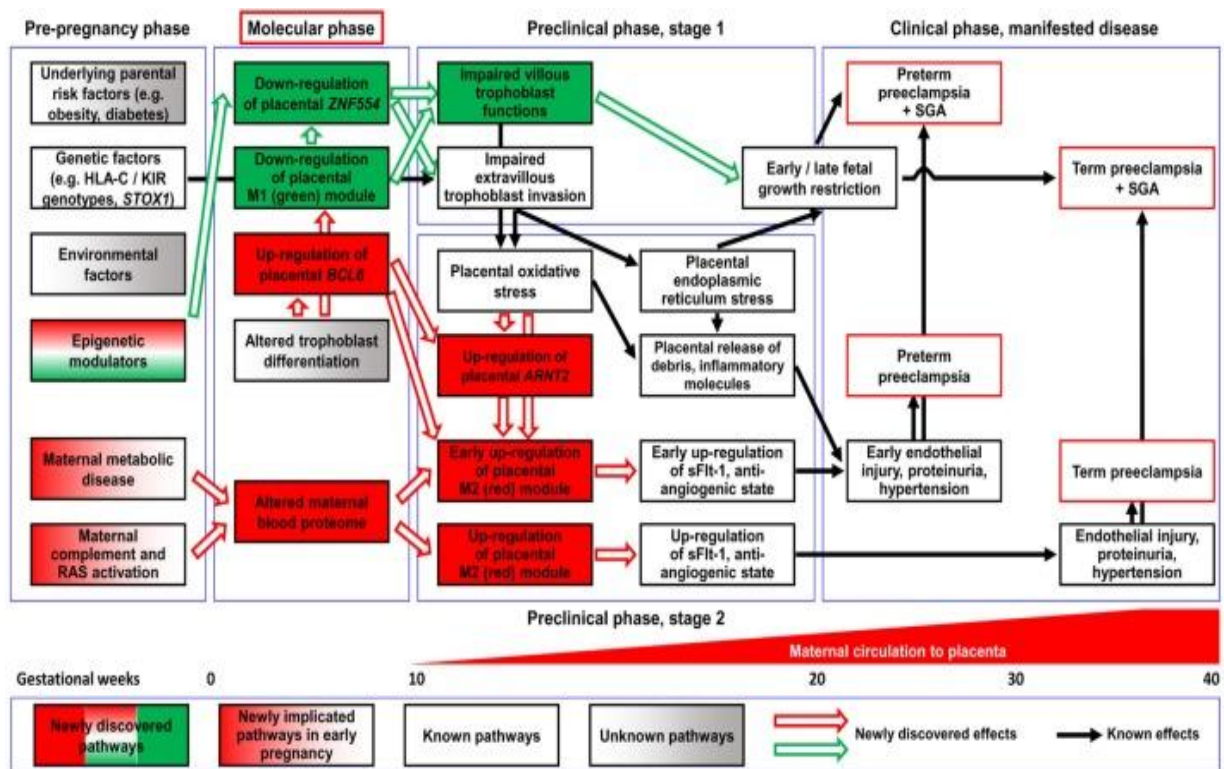 Pre-pregnancy phase
Molecular phase
Preclinical phase, stage 1
Clinical phase, manifested disease
Underlying parental
risk factors (e.g.
obesity, diabetes)
Genetic factors
(e.g. HLA-C / KIR
genotypes, STOX1)
Environmental
factors
Epigenetic
modulators
Maternal metabolic
disease
Maternal
complement and
RAS activation
Down-regulation
of placental ZNF554
Down-regulation
of placental
M1 (green) module
Up-regulation of
placental BCL6
Altered trophoblast
differentiation
Altered maternal
blood proteome
Impaired villous
trophoblast
functions
Impaired
extravillous
trophoblast invasion
Early / late fetal
growth restriction
Placental oxidative
stress
Placental
endoplasmic
reticulum stress
Up-regulation of
placental ARNT2
Placental release of
debris, inflammatory
molecules
Early up-regulation
of placental
M2 (red) module
Early up-regulation
of sFlt-1, anti-
angiogenic state
Up-regulation
of placental
M2 (red) module
Up-regulation
of sFlt-1, anti-
angiogenic state
Preterm
preeclampsia
+ SGA
Term preeclampsia
+ SGA
Preterm
preeclampsia
Early endothelial
injury, proteinuria,
hypertension
Term preeclampsia
Endothelial injury,
proteinuria,
hypertension
Preclinical phase, stage 2
Maternal circulation to placenta
Gestational weeks 0 10 20 30 40
Newly discovered
pathways
Newly implicated
pathways in early
pregnancy
Known pathways
Unknown pathways
Newly discovered effects
Known effects